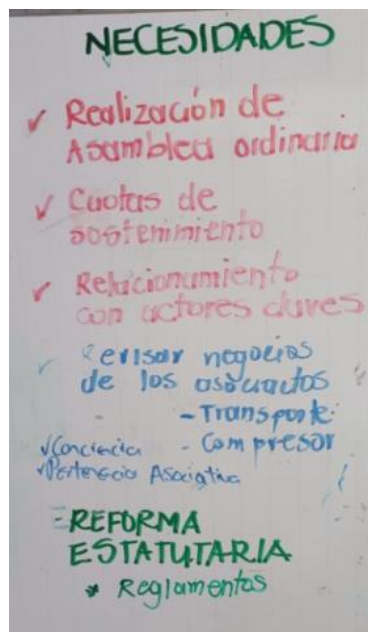 NECESIDADES
✓ Realización de
Asamblea ordinaria
✓ Cuotas de
sostenimiento
✓ Relacionamiento
con actores claves
✓ Revisar negocios
de los asociados
- Transporte
- Compresor
✓ Conciencia
✓ Pertenecia Asociativa
- REFORMA
ESTATUTARIA
* Reglamentos